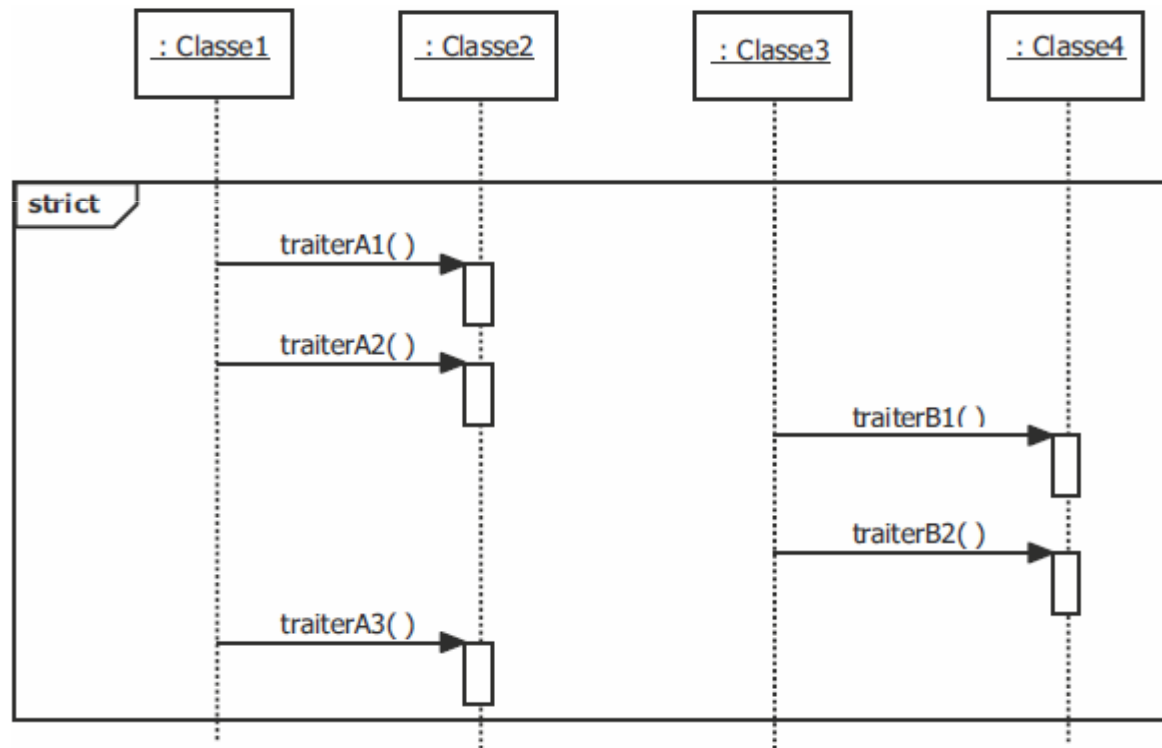 : Classe1
: Classe2
: Classe3
: Classe4
strict
traiterA1( )
traiterA2( )
traiterB1( )
traiterB2( )
traiterA3( )